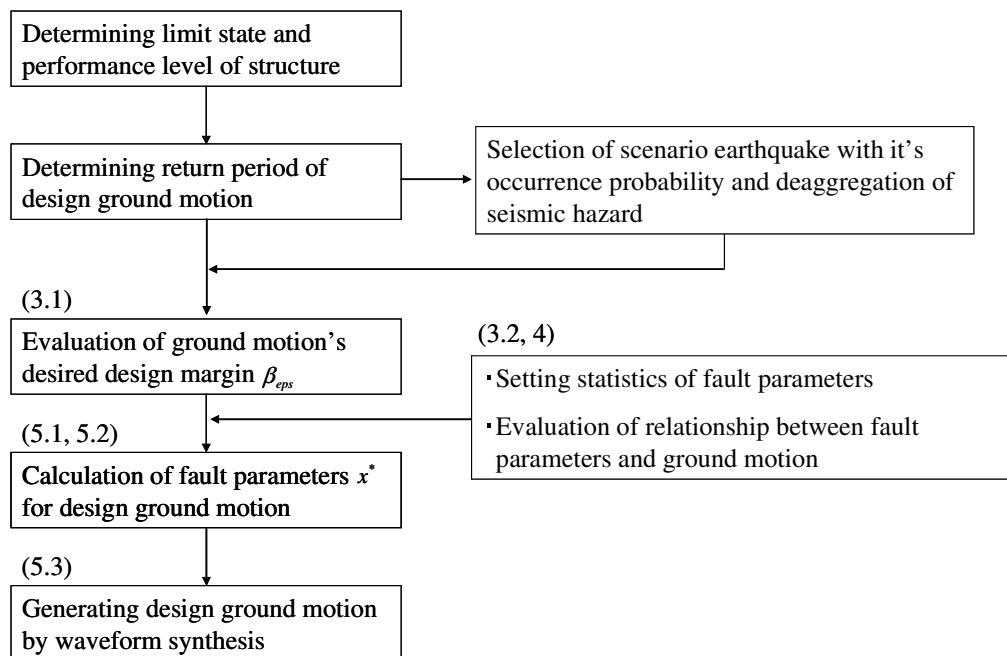 Determining limit state and
performance level of structure
Determining return period of
design ground motion
Selection of scenario earthquake with it's
occurrence probability and deaggregation of
seismic hazard
(3.1)
Evaluation of ground motion's
desired design margin β_eps
(3.2, 4)
・Setting statistics of fault parameters
・Evaluation of relationship between fault
parameters and ground motion
(5.1, 5.2)
Calculation of fault parameters x*
for design ground motion
(5.3)
Generating design ground motion
by waveform synthesis